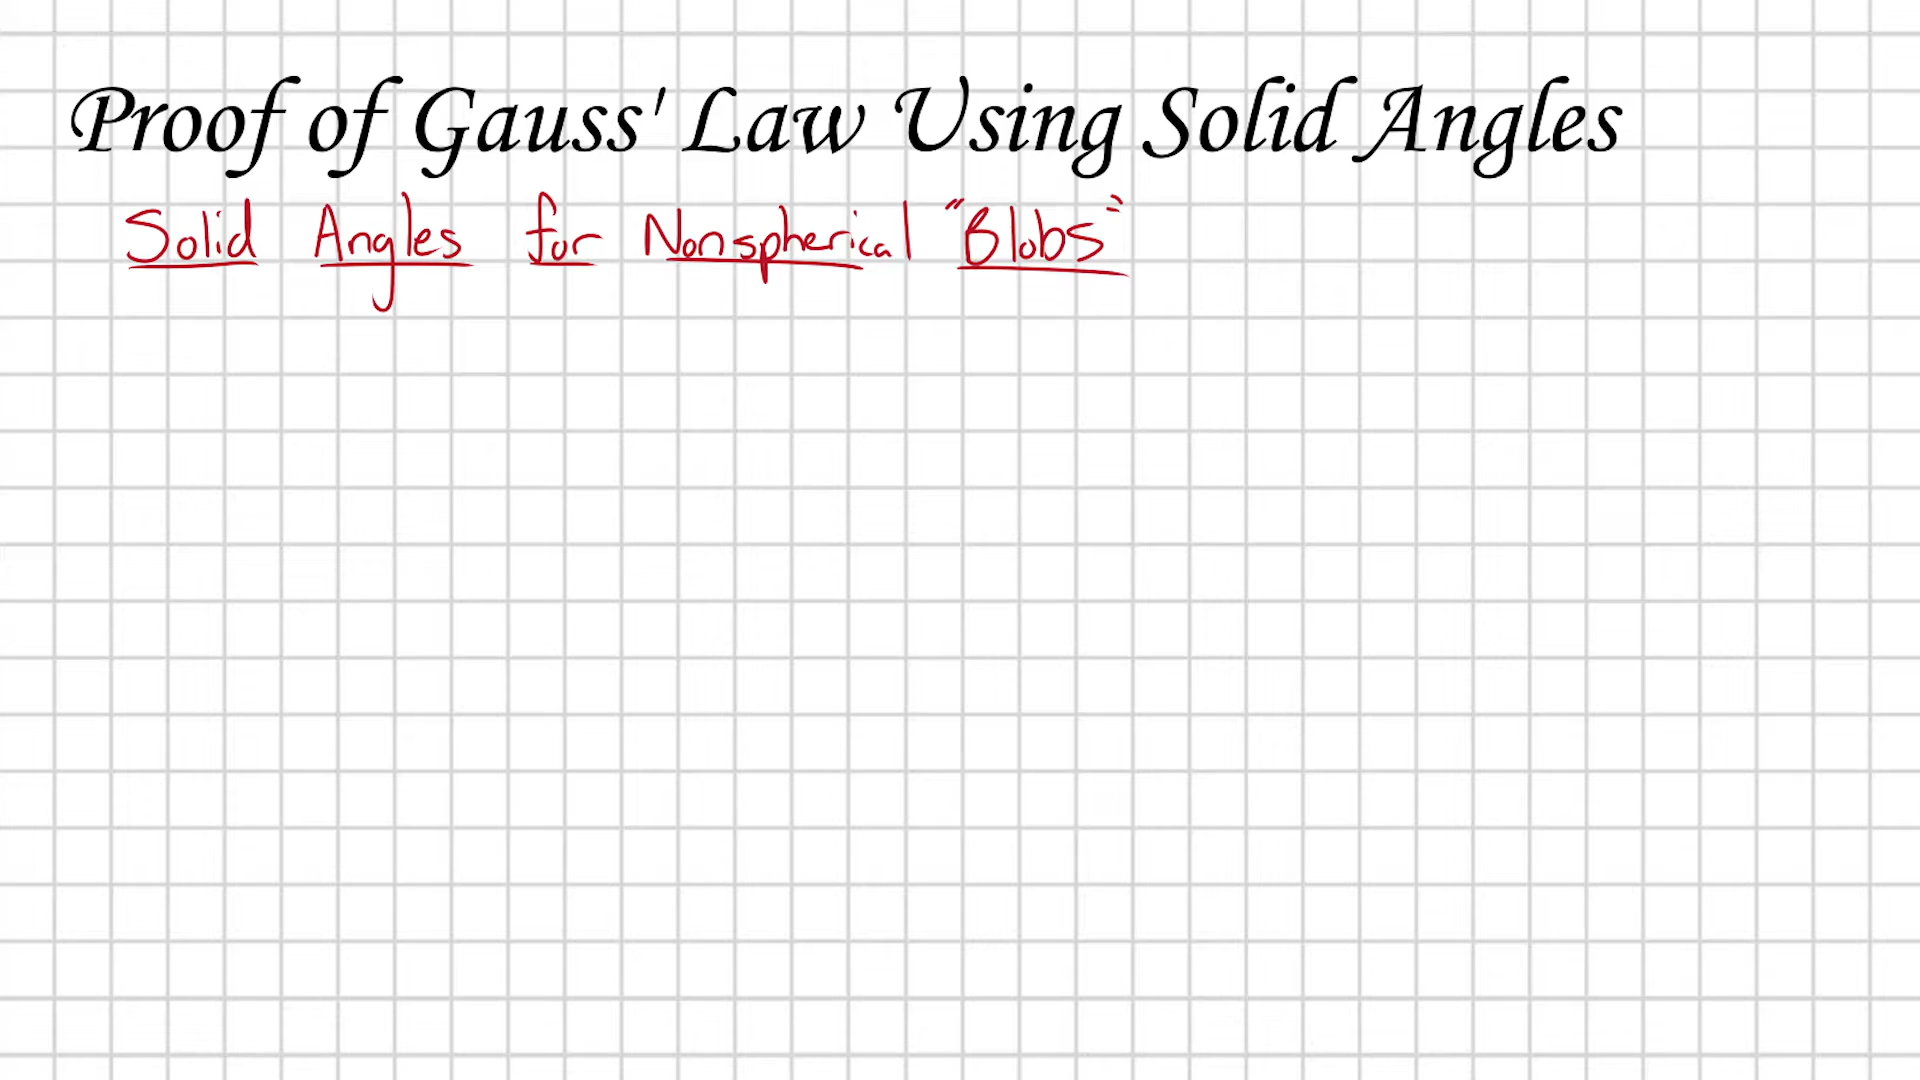 Proof of Gauss' Law Using Solid Angles
Solid Angles for Nonspherical "Blobs"